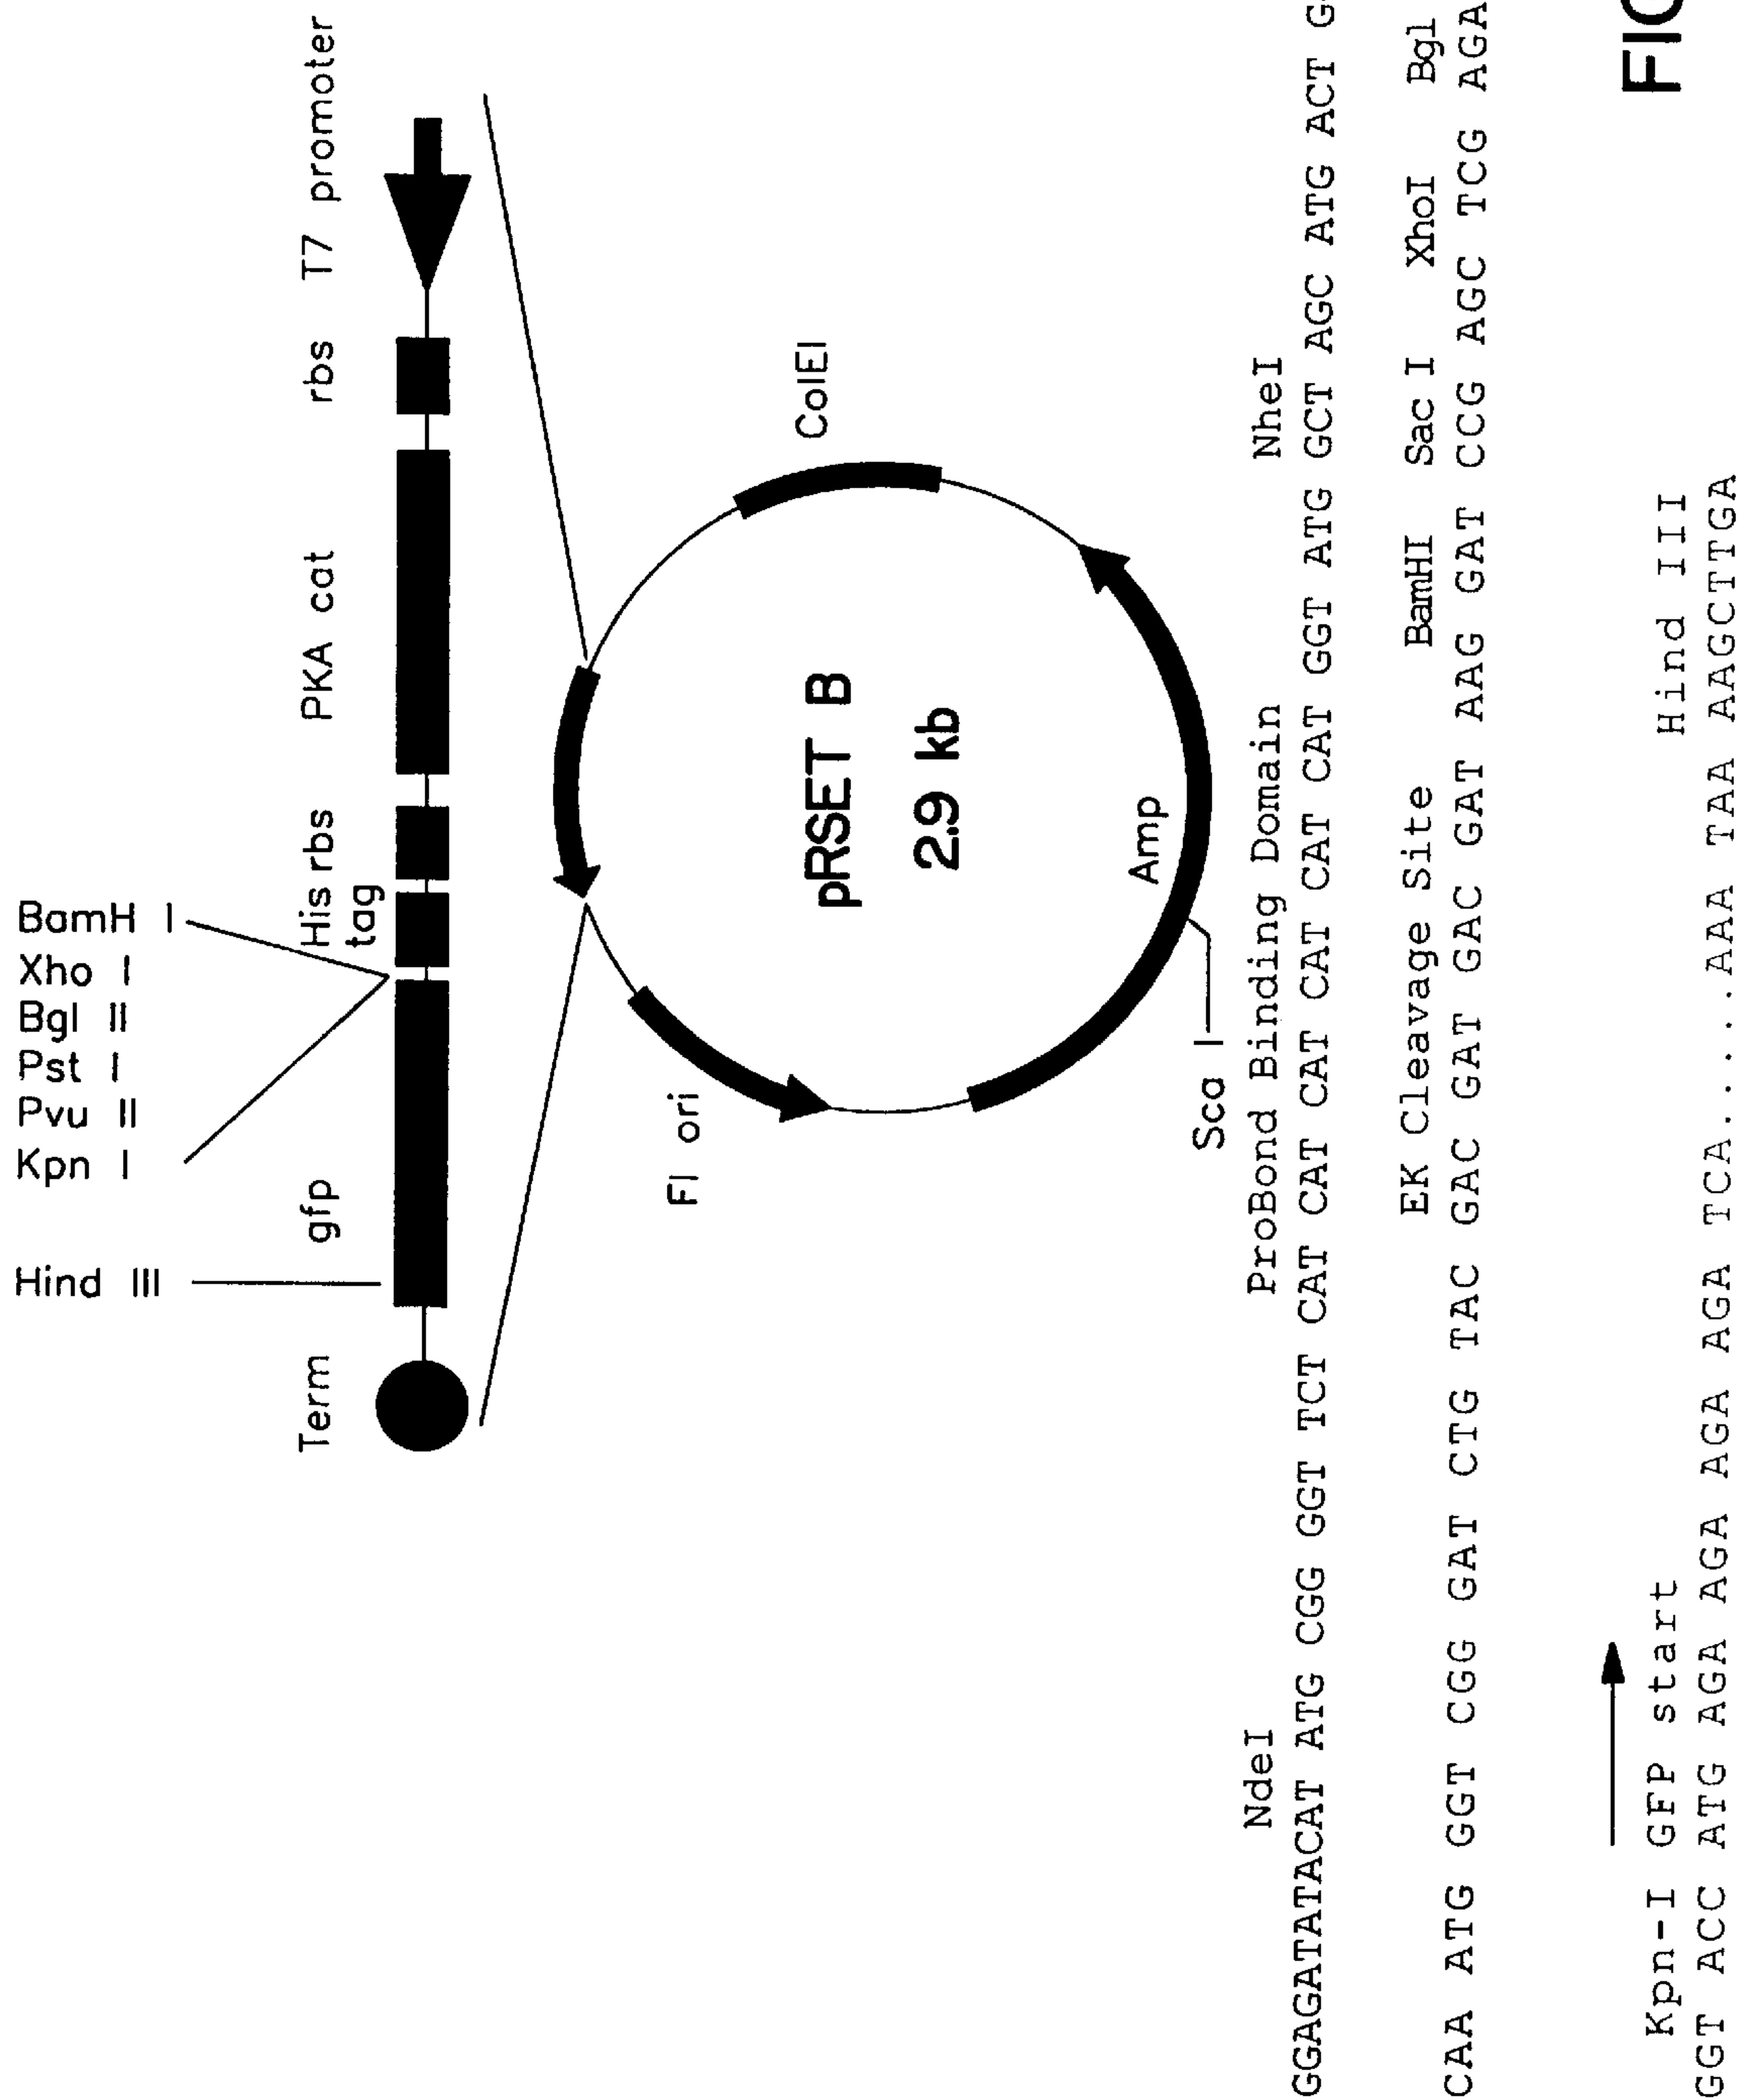 BamH I
Xho I
Bgl II
Pst I
Pvu II
Kpn I
Hind III
Term gfp His tag rbs PKA cat rbs T7 promoter
FI ori
pRSET B
2.9 kb
ColEI
Amp
Sca I
NdeI ProBond Binding Domain NheI
GGAGATATACAT ATG CGG GGT TCT CAT CAT CAT CAT CAT CAT GGT ATG GCT AGC ATG ACT G
EK Cleavage Site BamHI Sac I XhoI Bgl
CAA ATG GGT CGG GAT CTG TAC GAC GAT GAC GAT AAG GAT CCG AGC TCG AGA
Kpn-I GFP start Hind III
GGT ACC ATG AGA AGA AGA AGA AGA TCA.....AAA TAA AAGCTTGA
FIG